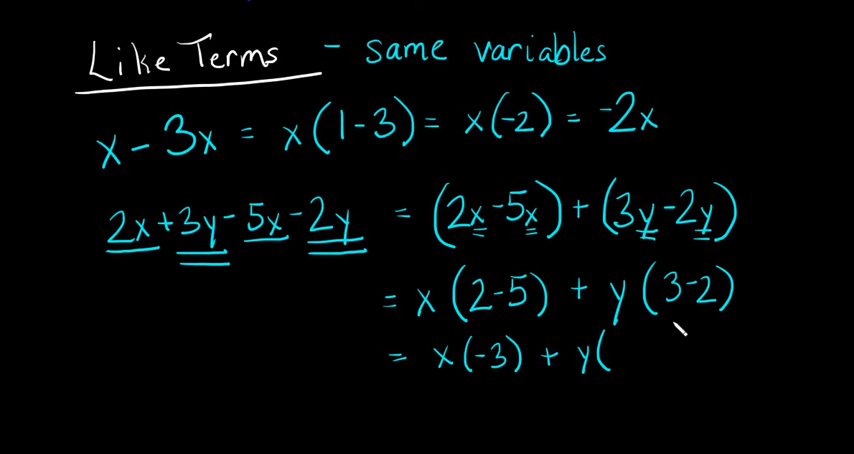 Like Terms - same variables
x - 3x = x(1-3) = x(-2) = -2x
2x + 3y - 5x - 2y = (2x - 5x) + (3y - 2y)
= x(2-5) + y(3-2)
= x(-3) + y(